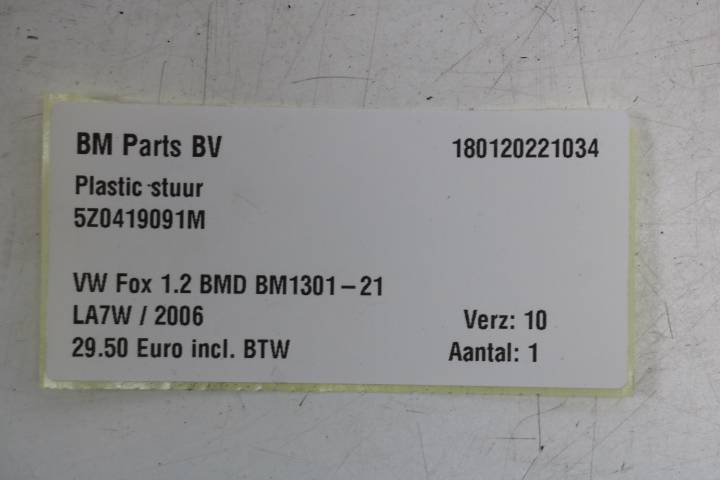 BM Parts BV 180120221034
Plastic stuur
5Z0419091M
VW Fox 1.2 BMD BM1301-21
LA7W / 2006 Verz: 10
29.50 Euro incl. BTW Aantal: 1